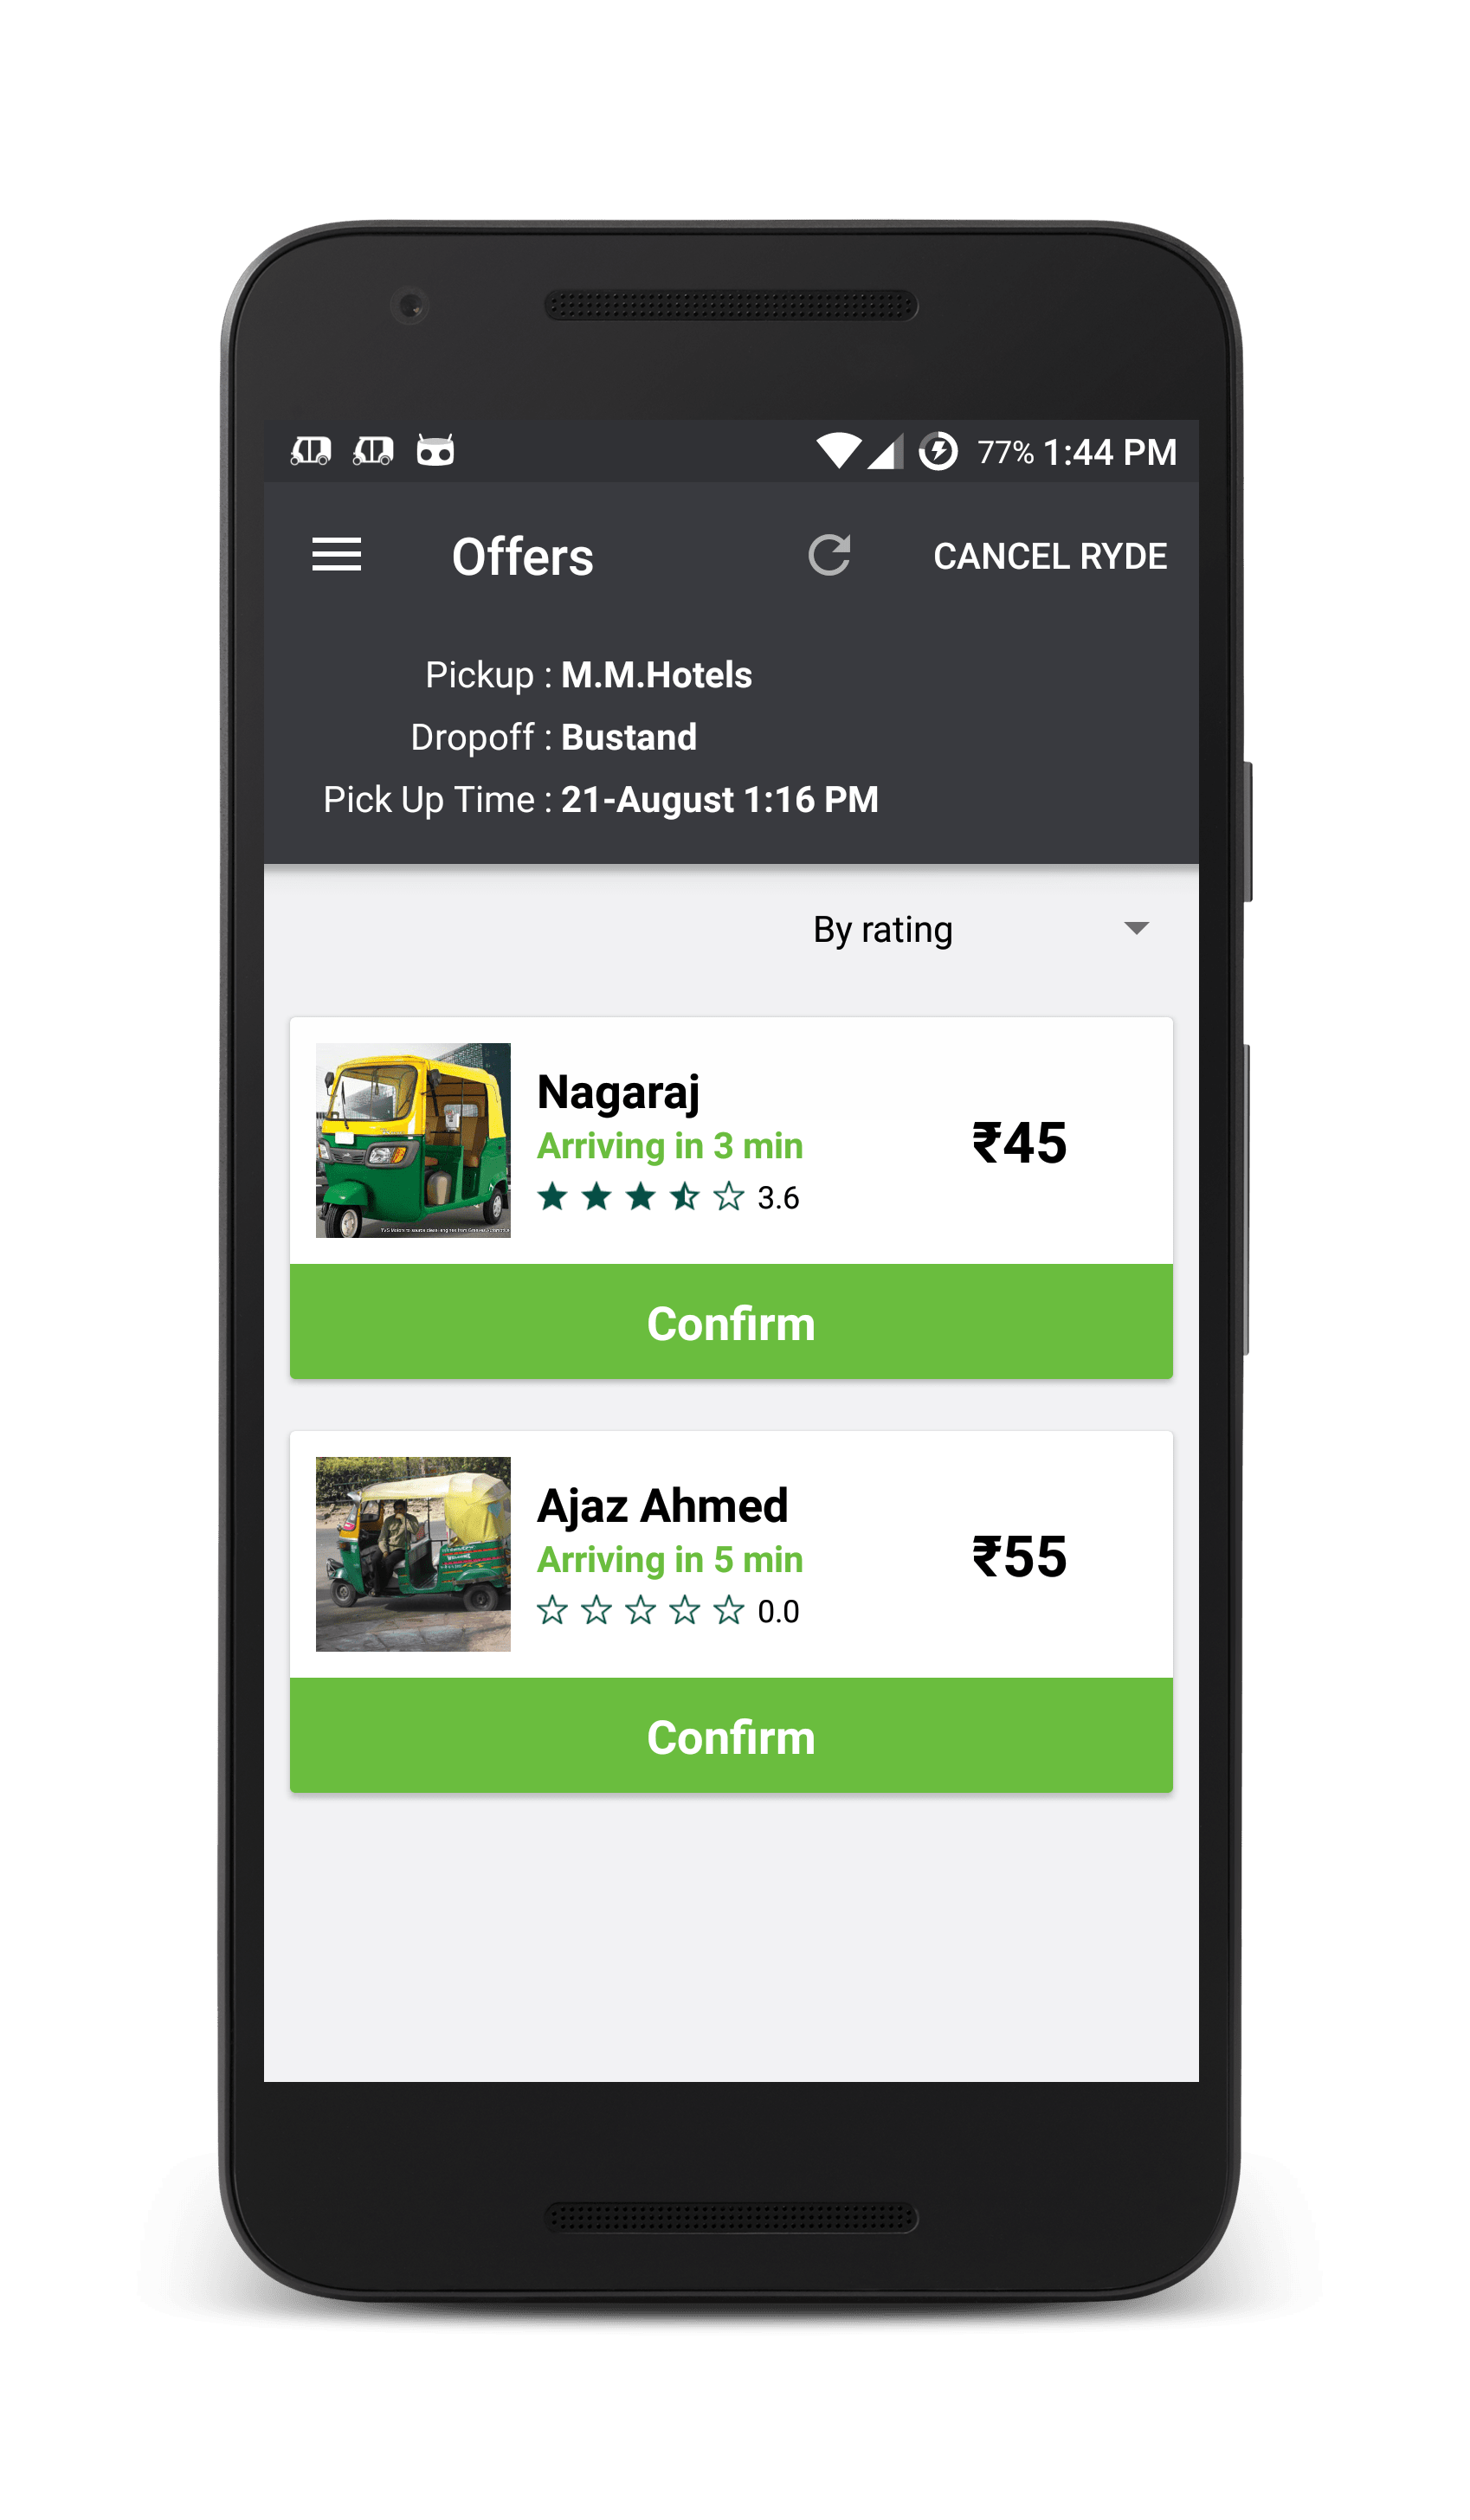 77% 1:44 PM
Offers CANCEL RYDE
Pickup : M.M.Hotels
Dropoff : Bustand
Pick Up Time : 21-August 1:16 PM
By rating
Nagaraj
Arriving in 3 min
₹45
3.6
Confirm
Ajaz Ahmed
Arriving in 5 min
₹55
0.0
Confirm